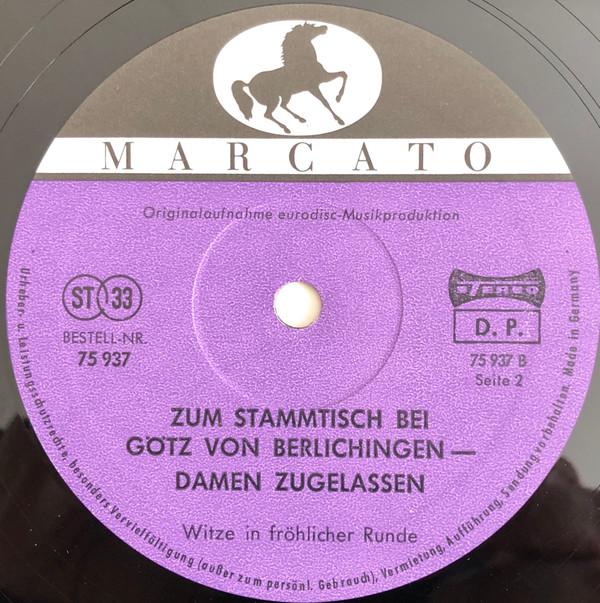 MARCATO
Originalaufnahme eurodisc-Musikproduktion
ST 33
STEREO
BESTELL-NR.
75 937
D. P.
75 937 B
Seite 2
ZUM STAMMTISCH BEI
GÖTZ VON BERLICHINGEN—
DAMEN ZUGELASSEN
Witze in fröhlicher Runde
Urheber- u. Leistungsschutzrechte, besonders Vervielfältigung (außer zum persönl. Gebrauch), Vermietung, Aufführung, Sendung vorbehalten. Made in Germany